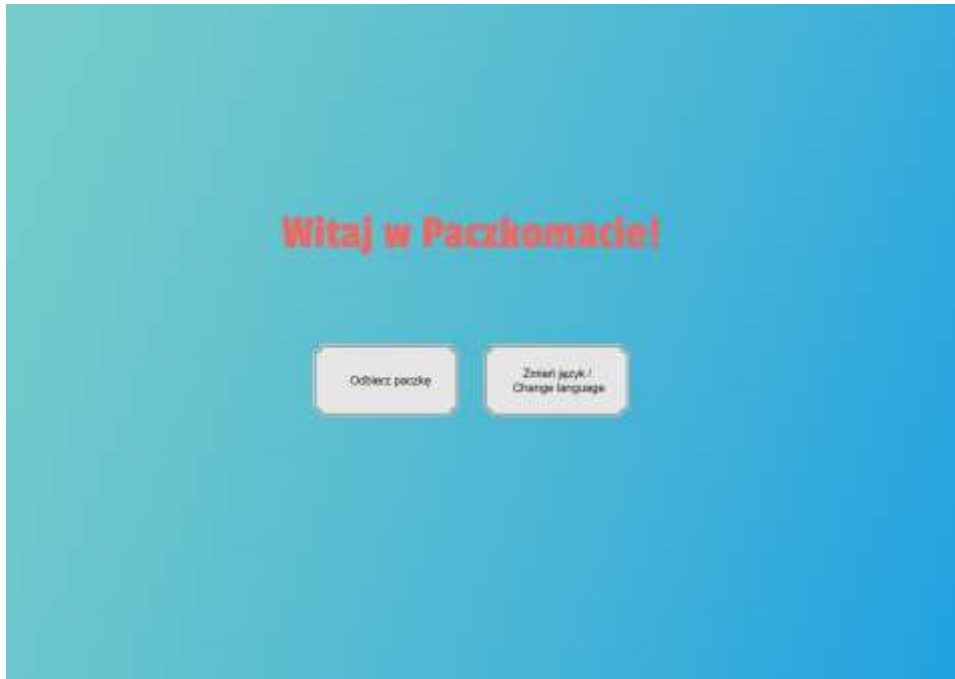 Witaj w Paczkomacie!
Odbierz paczkę
Zmień język /
Change language